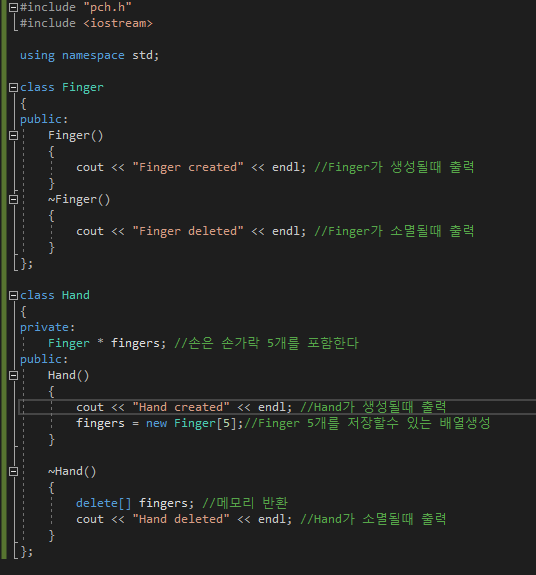 #include "pch.h"
#include <iostream>
using namespace std;
class Finger
{
public:
Finger()
{
cout << "Finger created" << endl; //Finger가 생성될때 출력
}
~Finger()
{
cout << "Finger deleted" << endl; //Finger가 소멸될때 출력
}
};
class Hand
{
private:
Finger * fingers; //손은 손가락 5개를 포함한다
public:
Hand()
{
cout << "Hand created" << endl; //Hand가 생성될때 출력
fingers = new Finger[5];//Finger 5개를 저장할수 있는 배열생성
}
~Hand()
{
delete[] fingers; //메모리 반환
cout << "Hand deleted" << endl; //Hand가 소멸될때 출력
}
};